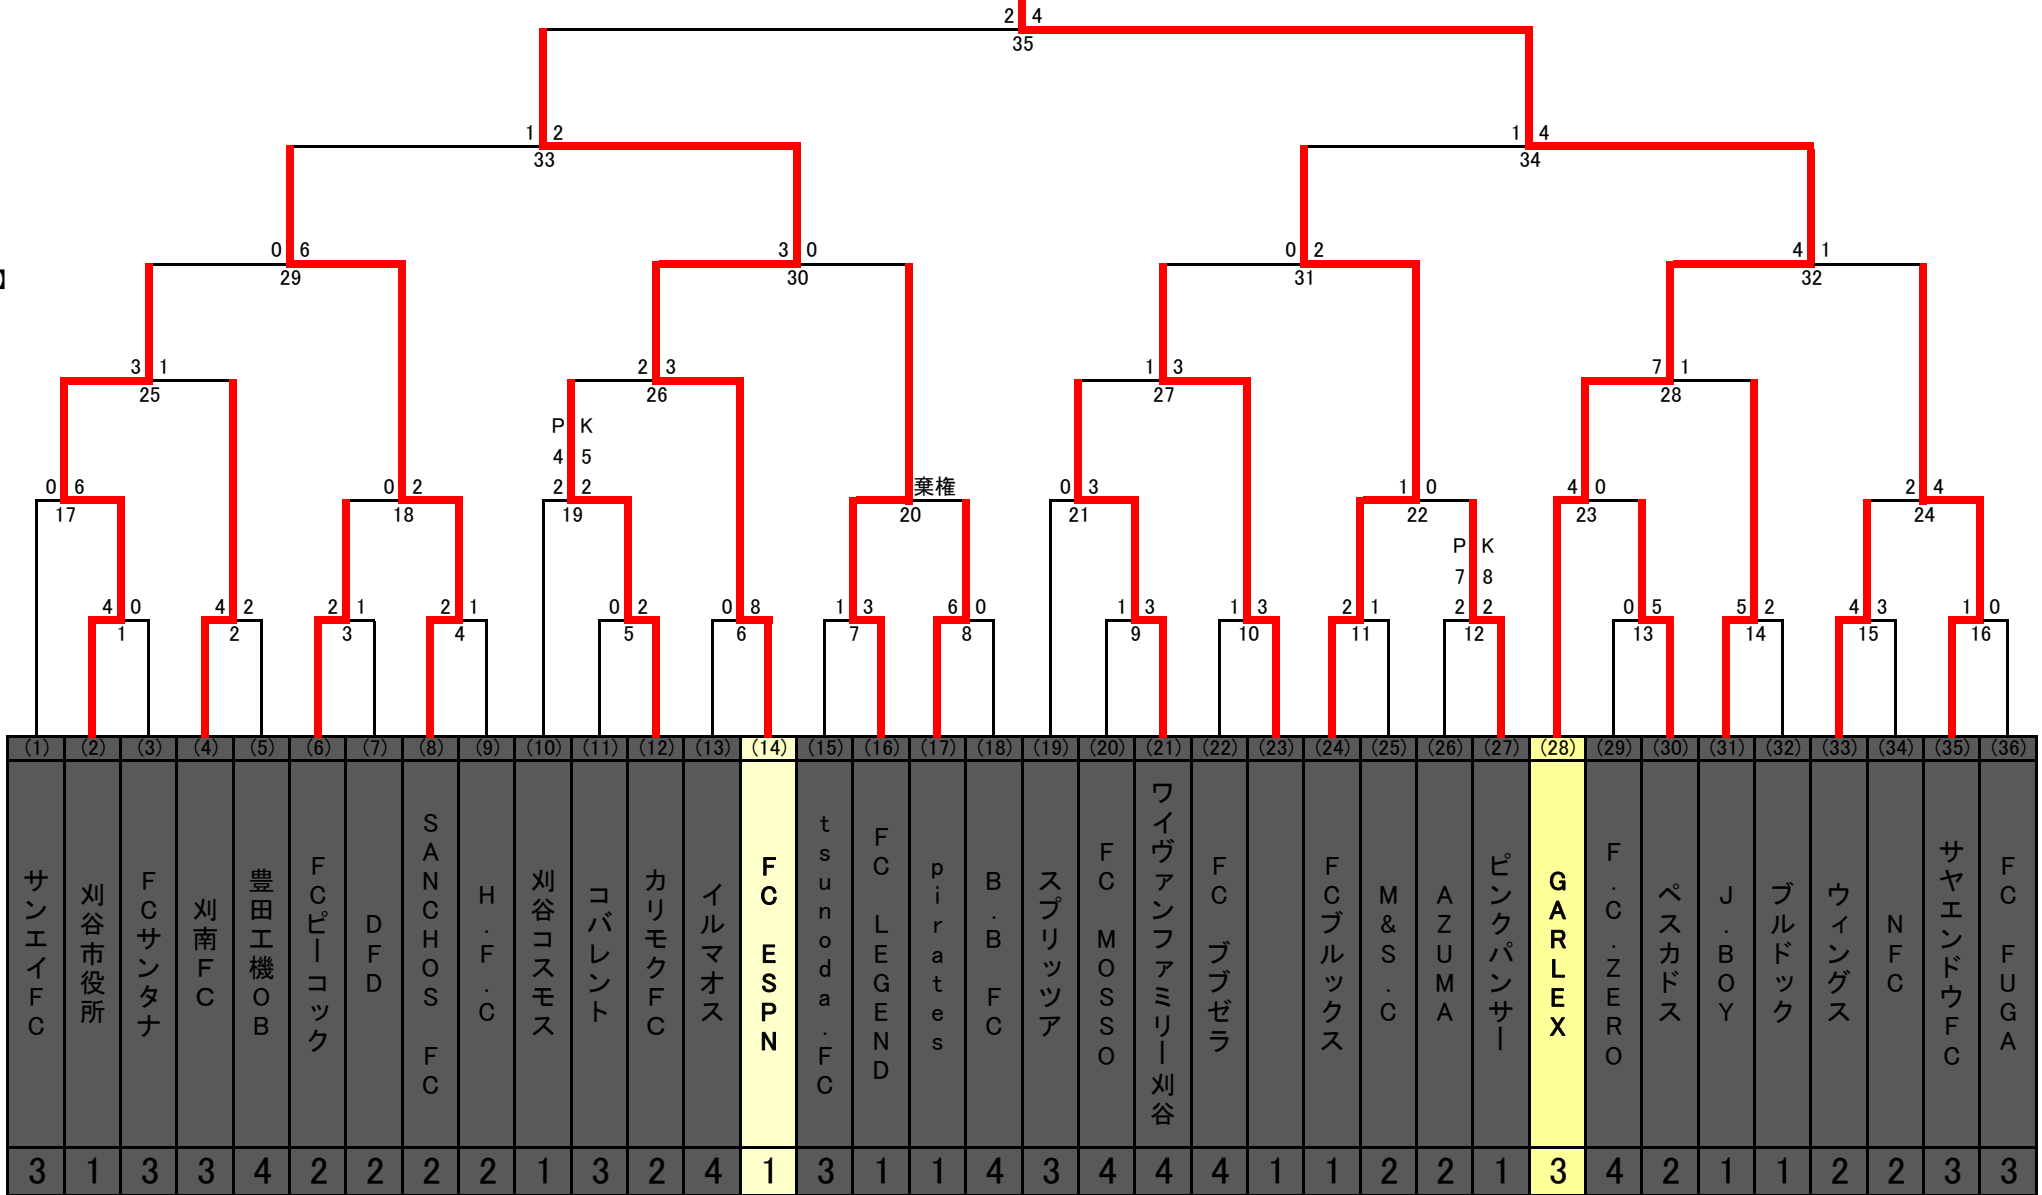 2 4
35
1 2
33
1 4
34
0 6
29
3 0
30
0 2
31
4 1
32
】
3 1
25
2 3
26
1 3
27
7 1
28
P K
4 5
0 6
17
0 2
18
2 2
19
棄権
20
0 3
21
1 0
22
4 0
23
2 4
24
P K
7 8
4 0
1
4 2
2
2 1
3
2 1
4
0 2
5
0 8
6
1 3
7
6 0
8
1 3
9
1 3
10
2 1
11
2 2
12
0 5
13
5 2
14
4 3
15
1 0
16
(1) (2) (3) (4) (5) (6) (7) (8) (9) (10) (11) (12) (13) (14) (15) (16) (17) (18) (19) (20) (21) (22) (23) (24) (25) (26) (27) (28) (29) (30) (31) (32) (33) (34) (35) (36)
サンエイFC
刈谷市役所
FCサンタナ
刈南FC
豊田工機OB
FCピーコック
DFD
SANCHOS FC
H.F.C
刈谷コスモス
コバレント
カリモクFC
イルマオス
FC ESPN
tsunoda.FC
FC LEGEND
pirates
B.B FC
スプリッツア
FC MOSSO
ワイヴァンファミリー刈谷
FC ブブゼラ
FCブルックス
M&S.C
AZUMA
ピンクパンサー
GARLEX
F.C.ZERO
ペスカドス
J.BOY
ブルドック
ウィングス
NFC
サヤエンドウFC
FC FUGA
3 1 3 3 4 2 2 2 2 1 3 2 4 1 3 1 1 4 3 4 4 4 1 1 2 2 1 3 4 2 1 1 2 2 3 3